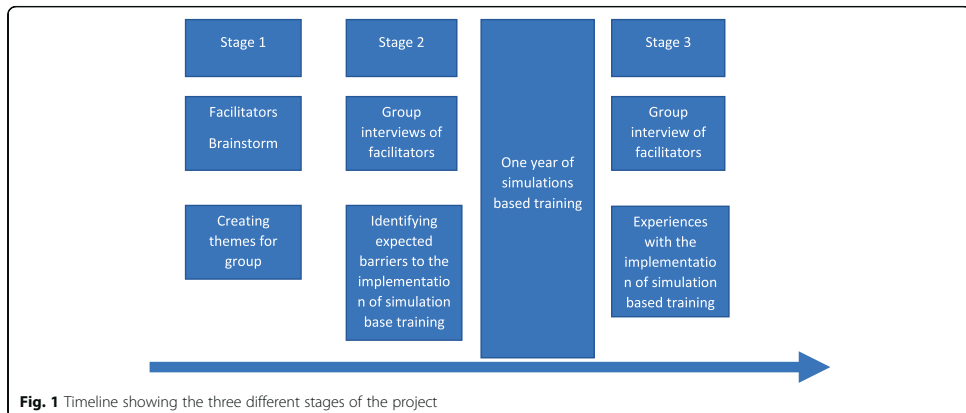 Stage 1
Facilitators
Brainstorm
Creating
themes for
group
Stage 2
Group
interviews of
facilitators
Identifying
expected
barriers to the
implementatio
n of simulation
base training
One year of
simulations
based training
Stage 3
Group
interview of
facilitators
Experiences
with the
implementatio
n of simulation
based training
Fig. 1 Timeline showing the three different stages of the project